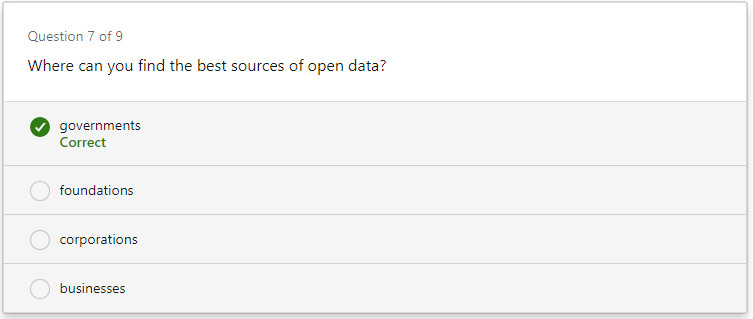 Question 7 of 9
Where can you find the best sources of open data?
governments
Correct
foundations
corporations
businesses